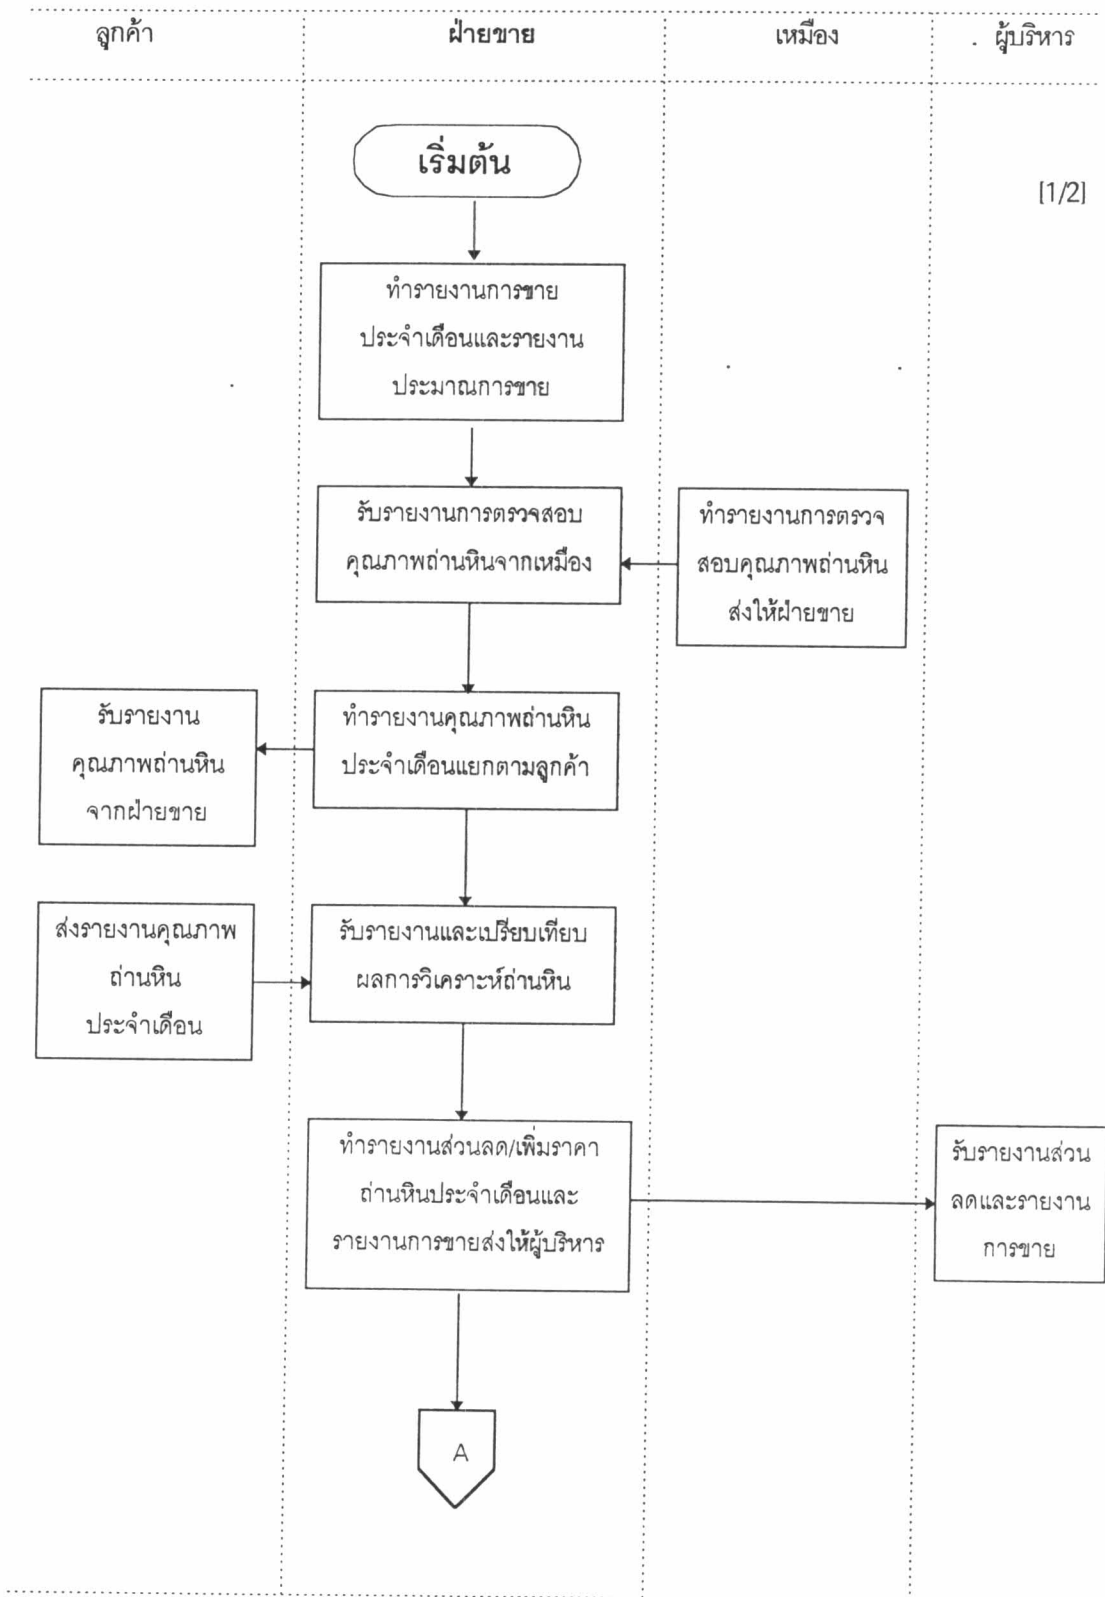 ลูกค้า
ฝ่ายขาย
เหมือง
ผู้บริหาร
เริ่มต้น
[1/2]
ทำรายงานการขาย
ประจำเดือนและรายงาน
ประมาณการขาย
รับรายงานการตรวจสอบ
คุณภาพถ่านหินจากเหมือง
ทำรายงานการตรวจ
สอบคุณภาพถ่านหิน
ส่งให้ฝ่ายขาย
รับรายงาน
คุณภาพถ่านหิน
จากฝ่ายขาย
ทำรายงานคุณภาพถ่านหิน
ประจำเดือนแยกตามลูกค้า
ส่งรายงานคุณภาพ
ถ่านหิน
ประจำเดือน
รับรายงานและเปรียบเทียบ
ผลการวิเคราะห์ถ่านหิน
ทำรายงานส่วนลด/เพิ่มราคา
ถ่านหินประจำเดือนและ
รายงานการขายส่งให้ผู้บริหาร
รับรายงานส่วน
ลดและรายงาน
การขาย
A